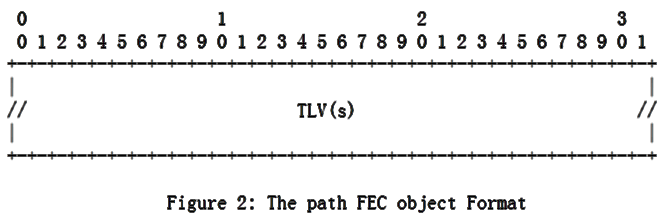 0                   1                   2                   3
0 1 2 3 4 5 6 7 8 9 0 1 2 3 4 5 6 7 8 9 0 1 2 3 4 5 6 7 8 9 0 1
+-+-+-+-+-+-+-+-+-+-+-+-+-+-+-+-+-+-+-+-+-+-+-+-+-+-+-+-+-+-+-+-+
|                                                               |
//                            TLV(s)                           //
|                                                               |
+-+-+-+-+-+-+-+-+-+-+-+-+-+-+-+-+-+-+-+-+-+-+-+-+-+-+-+-+-+-+-+-+
Figure 2: The path FEC object Format